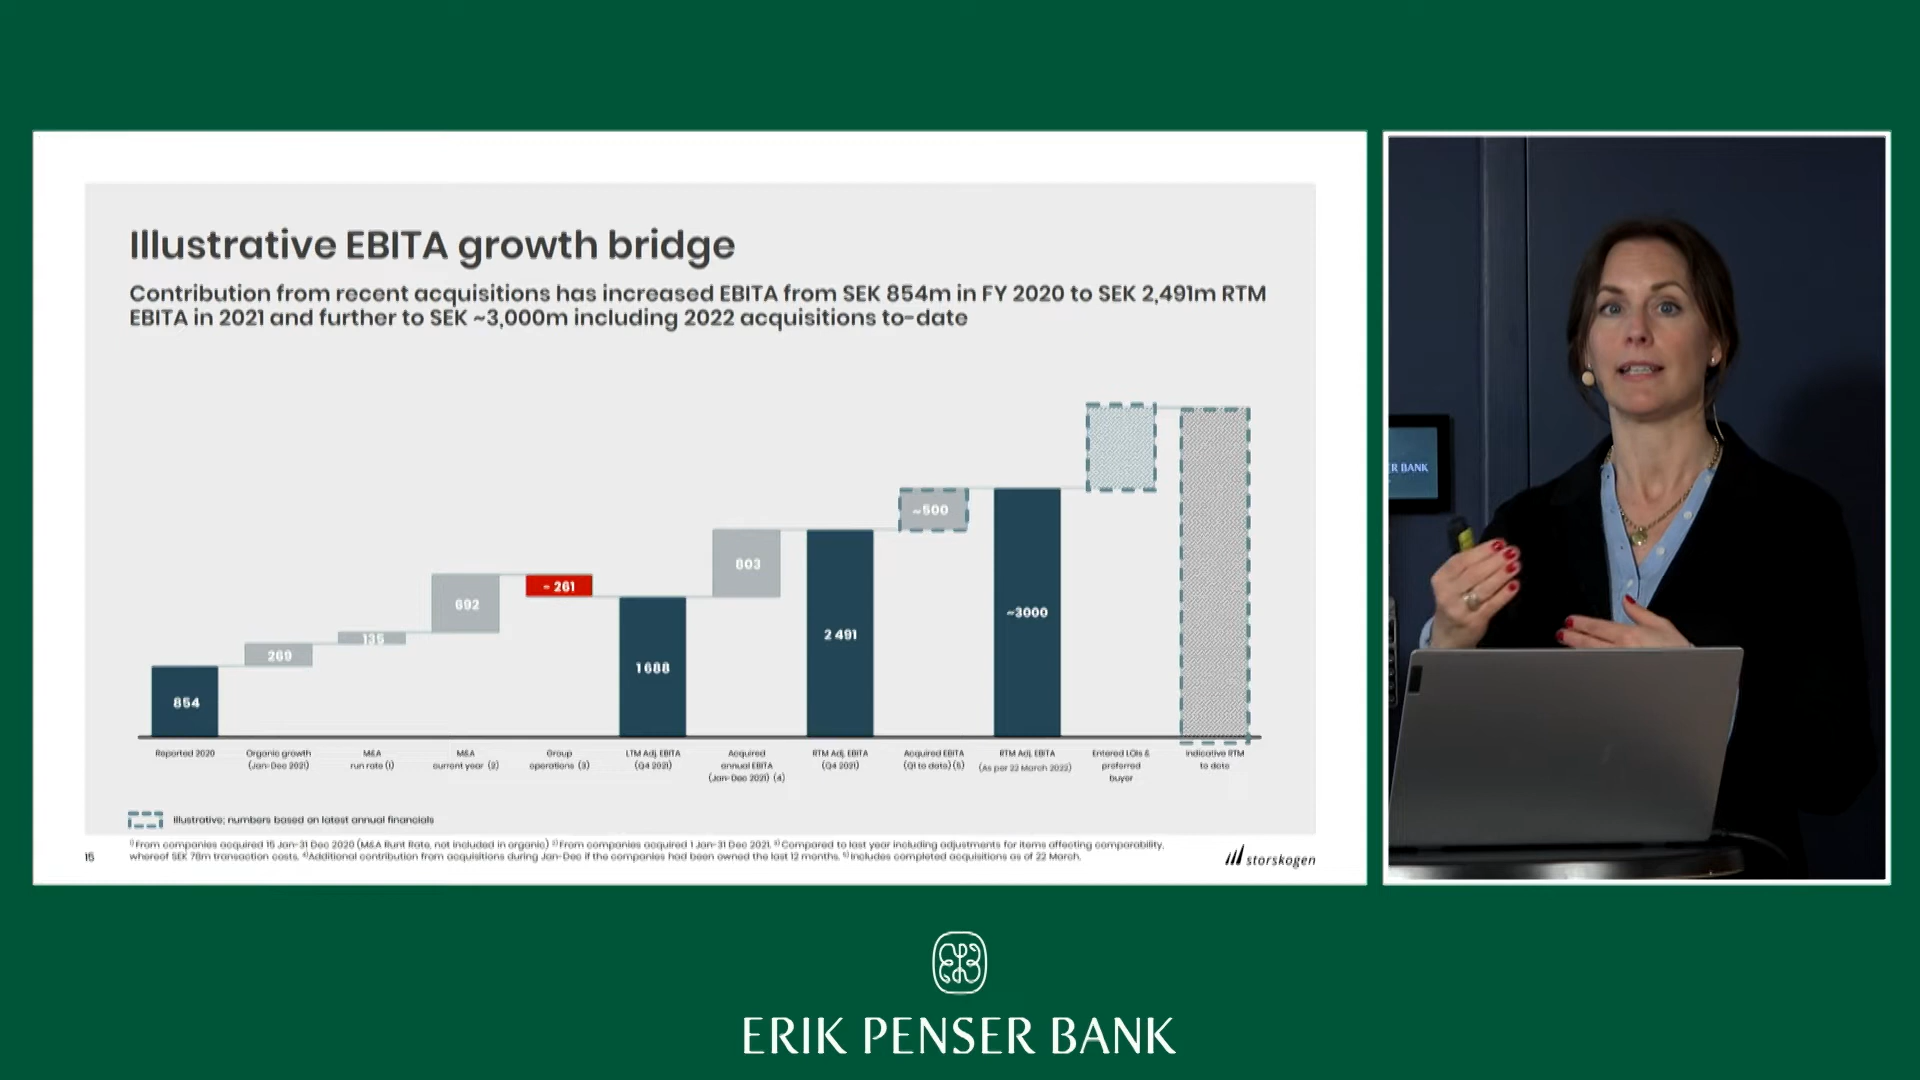 Illustrative EBITA growth bridge
Contribution from recent acquisitions has increased EBITA from SEK 854m in FY 2020 to SEK 2,491m RTM
EBITA in 2021 and further to SEK ~3,000m including 2022 acquisitions to-date
854
269
135
692
- 261
1 688
803
2 491
~500
~3000
Reported 2020
Organic growth
(Jan-Dec 2021)
M&A
run rate (1)
M&A
current year (2)
Group
operations (3)
LTM Adj. EBITA
(Q4 2021)
Acquired
annual EBITA
(Jan-Dec 2021) (4)
RTM Adj. EBITA
(Q4 2021)
Acquired EBITA
(Q1 to date) (5)
RTM Adj. EBITA
(As per 22 March 2022)
Entered LOIs &
preferred
buyer
Indicative RTM
to date
Illustrative; numbers based on latest annual financials
15
1) From companies acquired 15 Jan-31 Dec 2020 (M&A Runt Rate, not included in organic) 2) From companies acquired 1 Jan-31 Dec 2021. 3) Compared to last year including adjustments for items affecting comparability,
whereof SEK 78m transaction costs. 4) Additional contribution from acquisitions during Jan-Dec if the companies had been owned the last 12 months. 5) Includes completed acquisitions as of 22 March.
storskogen
R BANK
ERIK PENSER BANK